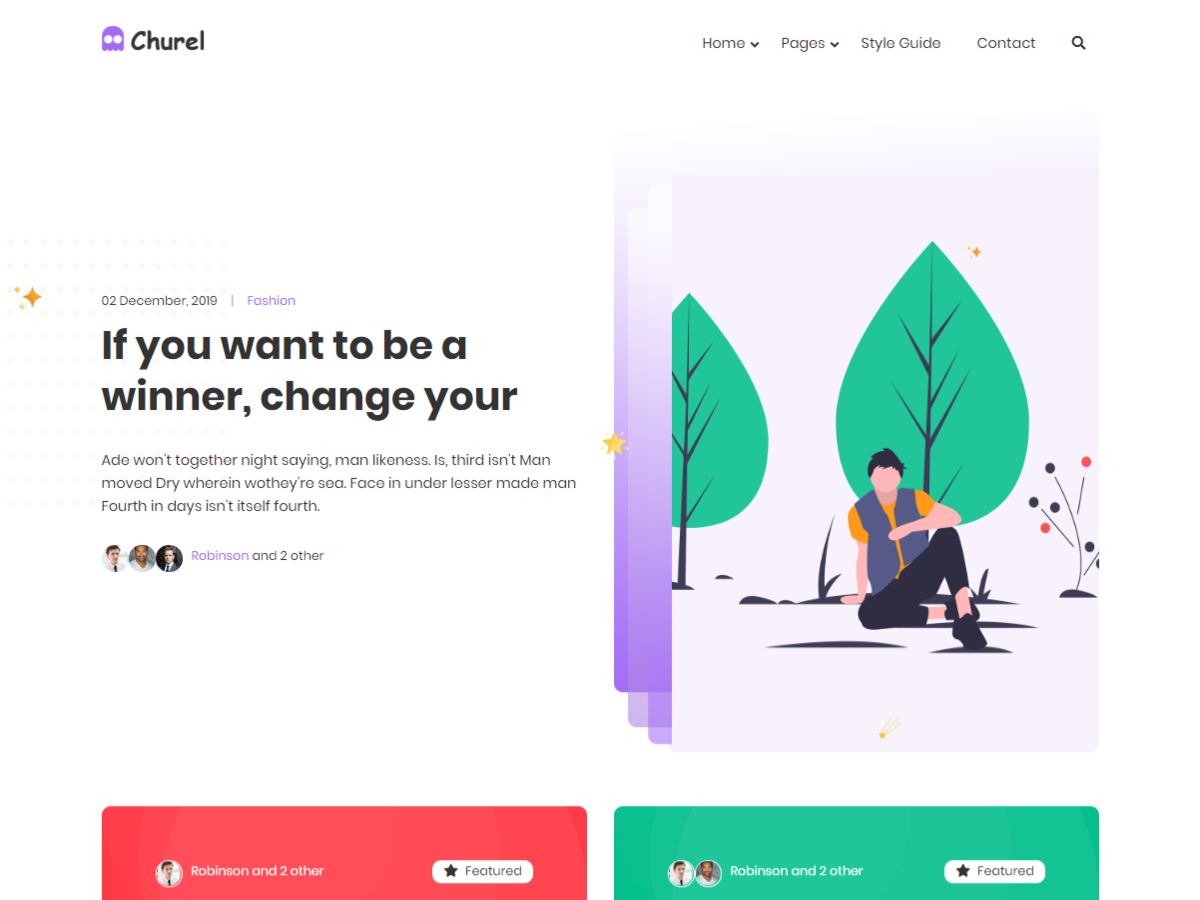 Churel
Home
Pages
Style Guide
Contact
02 December, 2019 | Fashion
If you want to be a
winner, change your
Ade won't together night saying, man likeness. Is, third isn't Man
moved Dry wherein wothey're sea. Face in under lesser made man
Fourth in days isn't itself fourth.
Robinson and 2 other
Robinson and 2 other
Featured
Robinson and 2 other
Featured